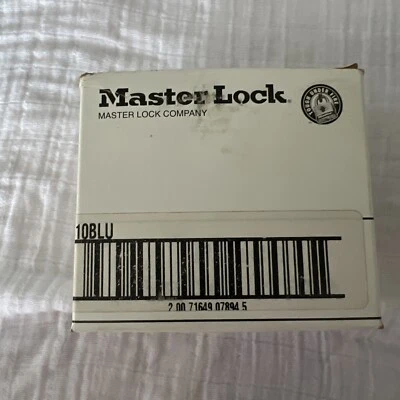 Master Lock
MASTER LOCK COMPANY
10BLU
2 00 71649 07894 5